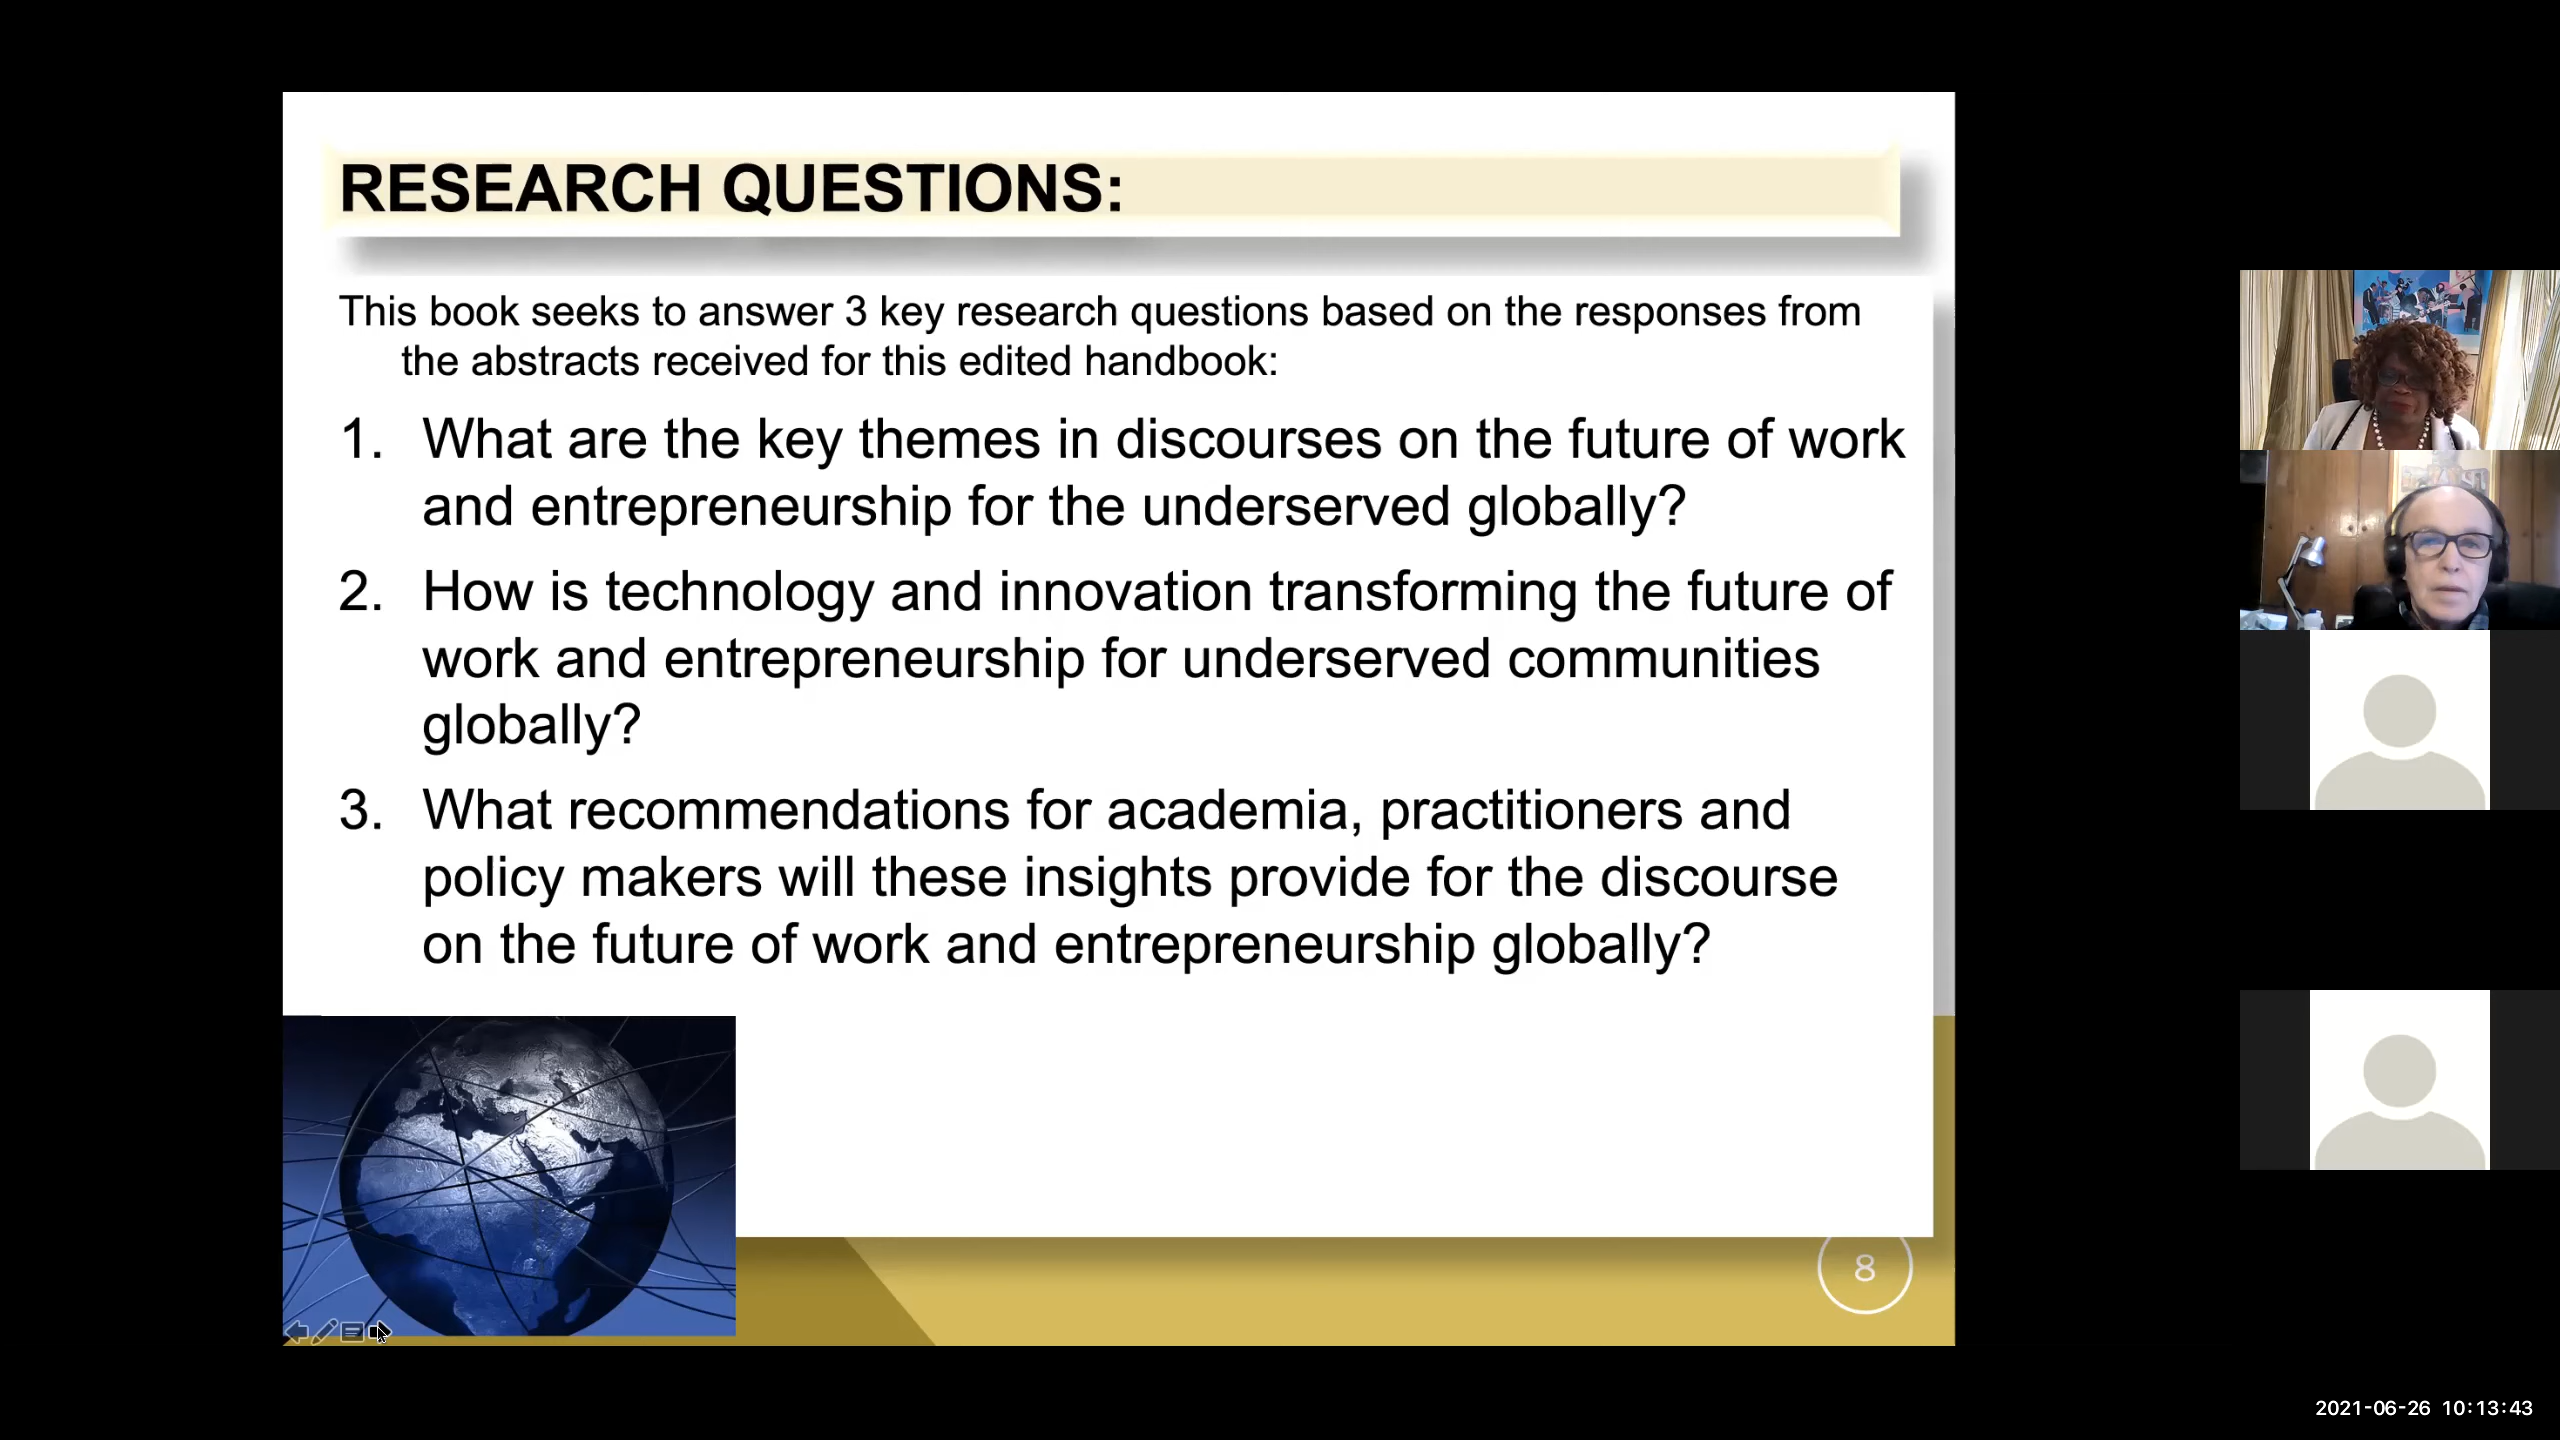 RESEARCH QUESTIONS:
This book seeks to answer 3 key research questions based on the responses from
the abstracts received for this edited handbook:
1. What are the key themes in discourses on the future of work
and entrepreneurship for the underserved globally?
2. How is technology and innovation transforming the future of
work and entrepreneurship for underserved communities
globally?
3. What recommendations for academia, practitioners and
policy makers will these insights provide for the discourse
on the future of work and entrepreneurship globally?
8
2021-06-26 10:13:43